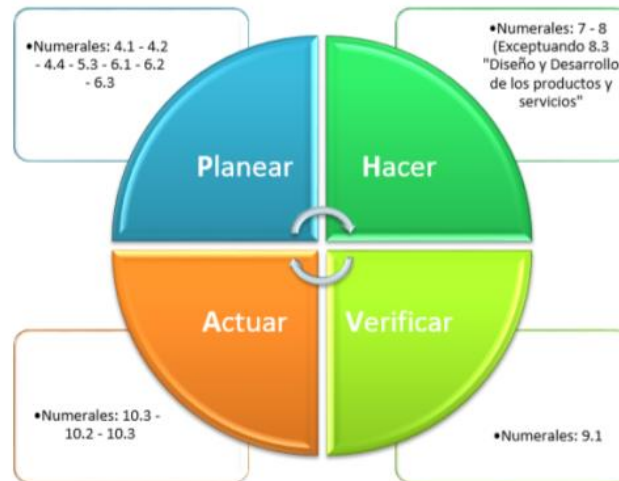 •Numerales: 4.1 - 4.2
- 4.4 - 5.3 - 6.1 - 6.2
- 6.3
•Numerales: 7 - 8
(Exceptuando 8.3
"Diseño y Desarrollo
de los productos y
servicios"
Planear
Hacer
Actuar
Verificar
•Numerales: 10.3 -
10.2 - 10.3
•Numerales: 9.1